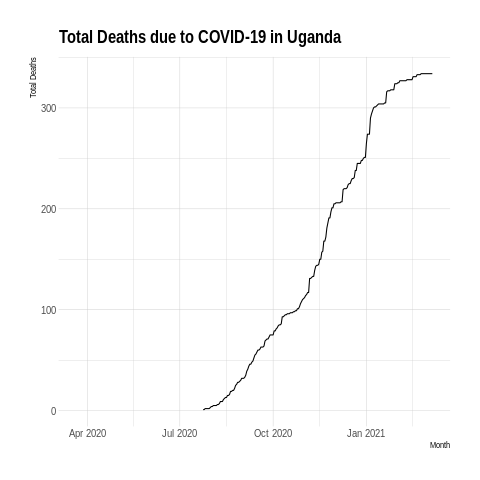 Total Deaths due to COVID-19 in Uganda
Total Deaths
300
200
100
0
Apr 2020 Jul 2020 Oct 2020 Jan 2021
Month